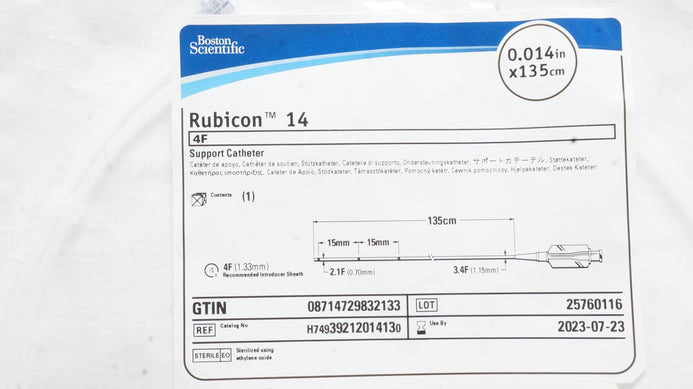 Boston
Scientific
0.014in
x135cm
Rubicon™ 14
4F
Support Catheter
Catéter de apoyo, Cathéter de soutien, Stützkatheter, Catetere di supporto, Ondersteuningskatheter, サポートカテーテル, Støttekateter,
Καθετήρας υποστήριξης, Cateter de Apoio, Stödkateter, Támasztókatéter, Pomocný katétr, Cewnik pomocniczy, Hjelpekateter, Destek Kateteri
Contents (1)
135cm
15mm 15mm
4F (1.33mm)
Recommended Introducer Sheath
2.1F (0.70mm) 3.4F (1.15mm)
GTIN 08714729832133 LOT 25760116
REF Catalog No. H74939212014130 Use By 2023-07-23
STERILE EO Sterilized using
ethylene oxide